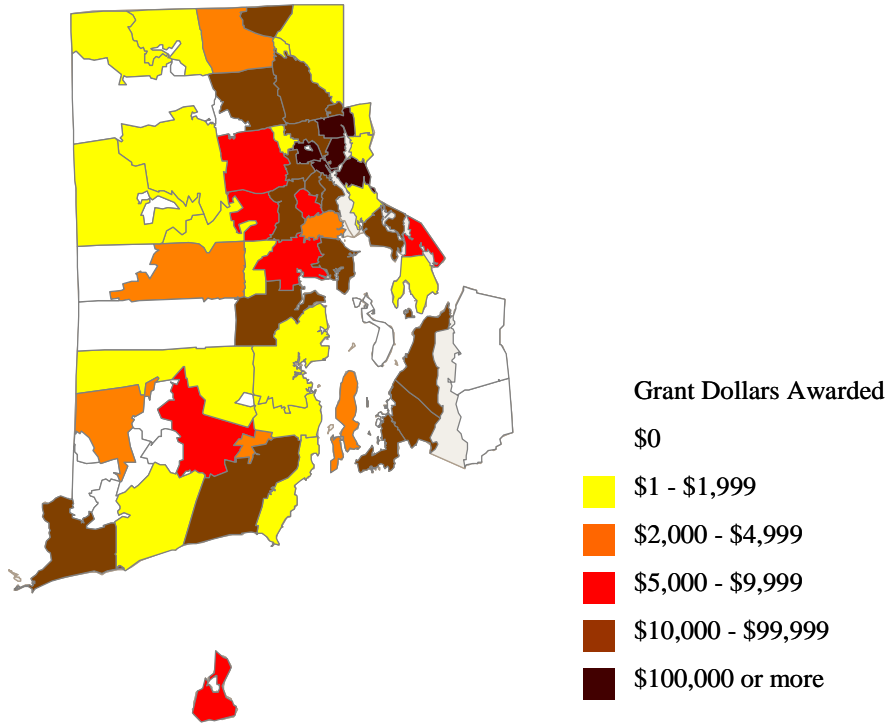 Grant Dollars Awarded
$0
$1 - $1,999
$2,000 - $4,999
$5,000 - $9,999
$10,000 - $99,999
$100,000 or more